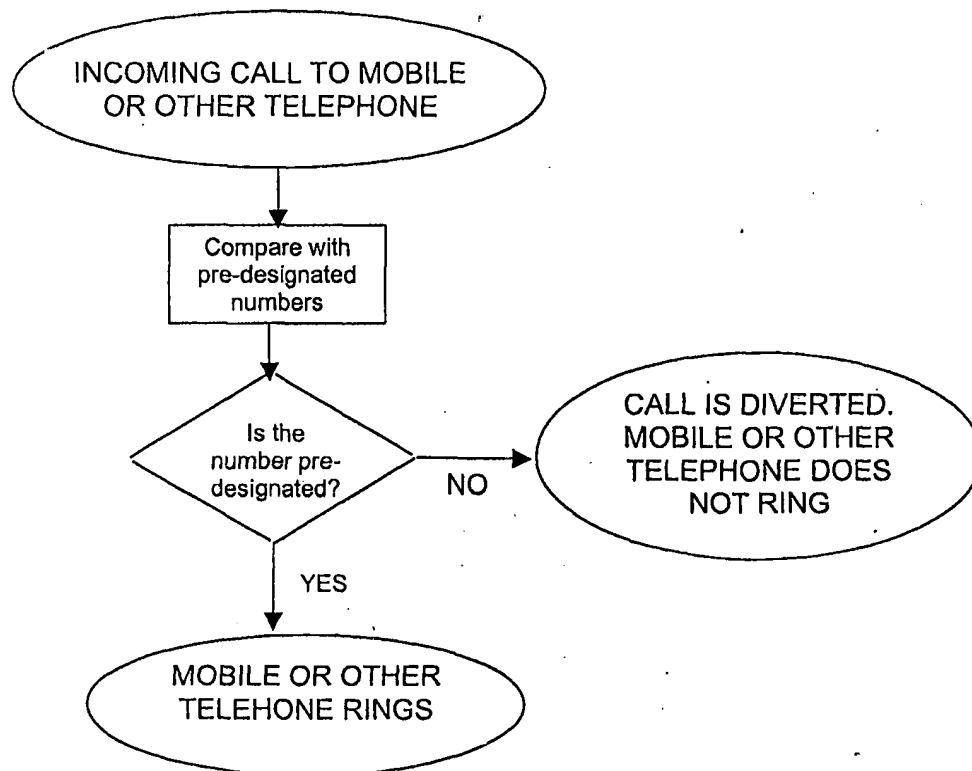 INCOMING CALL TO MOBILE
OR OTHER TELEPHONE
Compare with
pre-designated
numbers
Is the
number pre-
designated?
NO
CALL IS DIVERTED.
MOBILE OR OTHER
TELEPHONE DOES
NOT RING
YES
MOBILE OR OTHER
TELEHONE RINGS